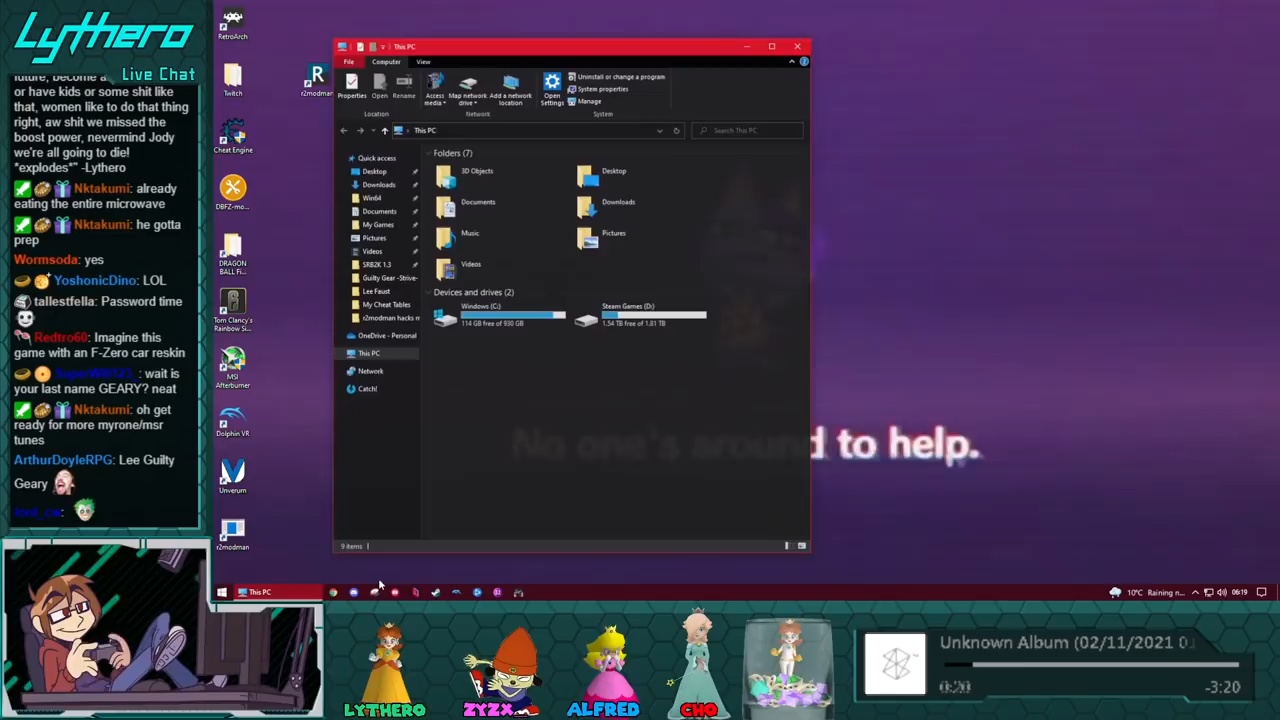 Lythero
Live Chat
future, become a
or have kids or some shit like
that, women like to do that thing
right, aw shit we missed the
boost power, nevermind Jody
we're all going to die!
*explodes*" -Lythero
Nktakumi: already
eating the entire microwave
Nktakumi: he gotta
prep
Wormsoda: yes
YoshonicDino: LOL
tallestfella: Password time
Redtro60: Imagine this
game with an F-Zero car reskin
: wait is
your last name GEARY? neat
Nktakumi: oh get
ready for more myrone/msr
tunes
ArthurDoyleRPG: Lee Guilty
Geary
RetroArch
Twitch
r2modman
Cheat Engine
DBFZ-mo...
DRAGON
BALL Fi...
Tom Clancy's
Rainbow Si...
MSI
Afterburner
Dolphin VR
Unverum
r2modman
This PC
File
Computer
View
Properties
Open
Rename
Access
media
Map network
drive
Add a network
location
Open
Settings
Uninstall or change a program
System properties
Manage
Location
Network
System
This PC
Search This PC
Quick access
Desktop
Downloads
Win64
Documents
My Games
Pictures
Videos
SRB2K 1.3
Guilty Gear -Strive-
Lee Faust
My Cheat Tables
r2modman hacks m
OneDrive - Personal
This PC
Network
Catch!
Folders (7)
3D Objects
Desktop
Documents
Downloads
Music
Pictures
Videos
Devices and drives (2)
Windows (C:)
114 GB free of 930 GB
Steam Games (D:)
1.54 TB free of 1.81 TB
No one's around to help.
9 items
This PC
10°C Raining n...
06:19
LYTHERO
ZYZX
ALFRED
CHO
Unknown Album (02/11/2021 0
0:20
-3:20